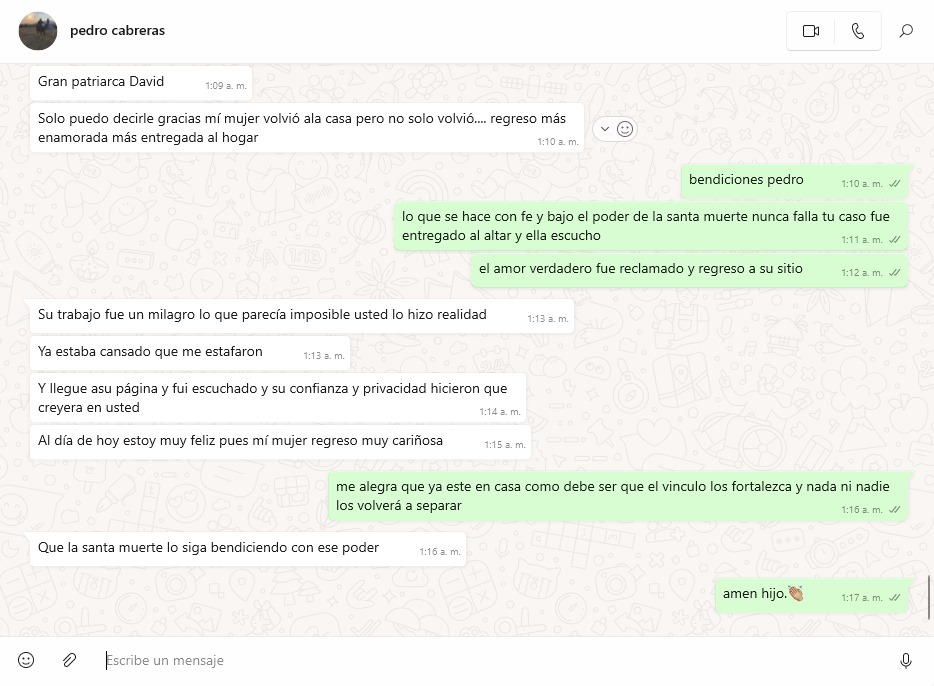 pedro cabreras
Gran patriarca David
1:09 a. m.
Solo puedo decirle gracias mí mujer volvió ala casa pero no solo volvió.... regreso más
enamorada más entregada al hogar
1:10 a. m.
bendiciones pedro
1:10 a. m.
lo que se hace con fe y bajo el poder de la santa muerte nunca falla tu caso fue
entregado al altar y ella escucho
1:11 a. m.
el amor verdadero fue reclamado y regreso a su sitio
1:12 a. m.
Su trabajo fue un milagro lo que parecía imposible usted lo hizo realidad
1:13 a. m.
Ya estaba cansado que me estafaron
1:13 a. m.
Y llegue asu página y fui escuchado y su confianza y privacidad hicieron que
creyera en usted
1:14 a. m.
Al día de hoy estoy muy feliz pues mí mujer regreso muy cariñosa
1:15 a. m.
me alegra que ya este en casa como debe ser que el vinculo los fortalezca y nada ni nadie
los volverá a separar
1:16 a. m.
Que la santa muerte lo siga bendiciendo con ese poder
1:16 a. m.
amen hijo.👏
1:17 a. m.
Escribe un mensaje